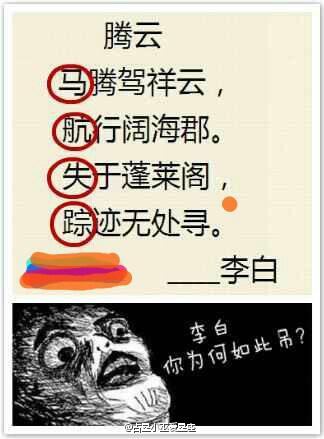 腾云
马腾驾祥云，
航行阔海郡。
失于蓬莱阁，
踪迹无处寻。
____李白
李白
你为何如此吊？